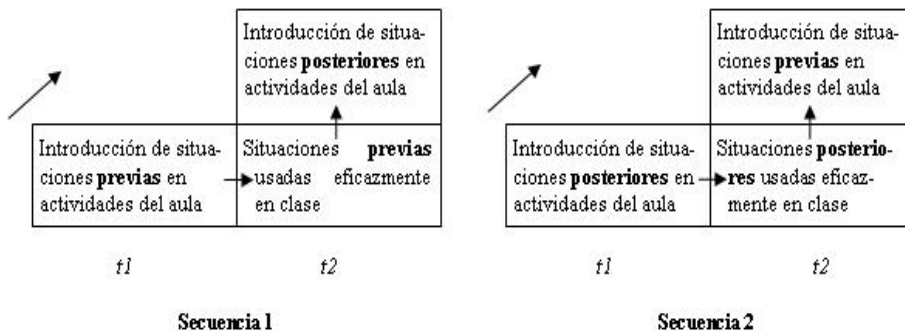 Introducción de situa-
ciones posteriores en
actividades del aula
Introducción de situa-
ciones previas en
actividades del aula
Situaciones previas
usadas eficazmente
en clase
t1
t2
Secuencia 1
Introducción de situa-
ciones previas en
actividades del aula
Introducción de situa-
ciones posteriores en
actividades del aula
Situaciones posterio-
res usadas eficaz-
mente en clase
t1
t2
Secuencia 2